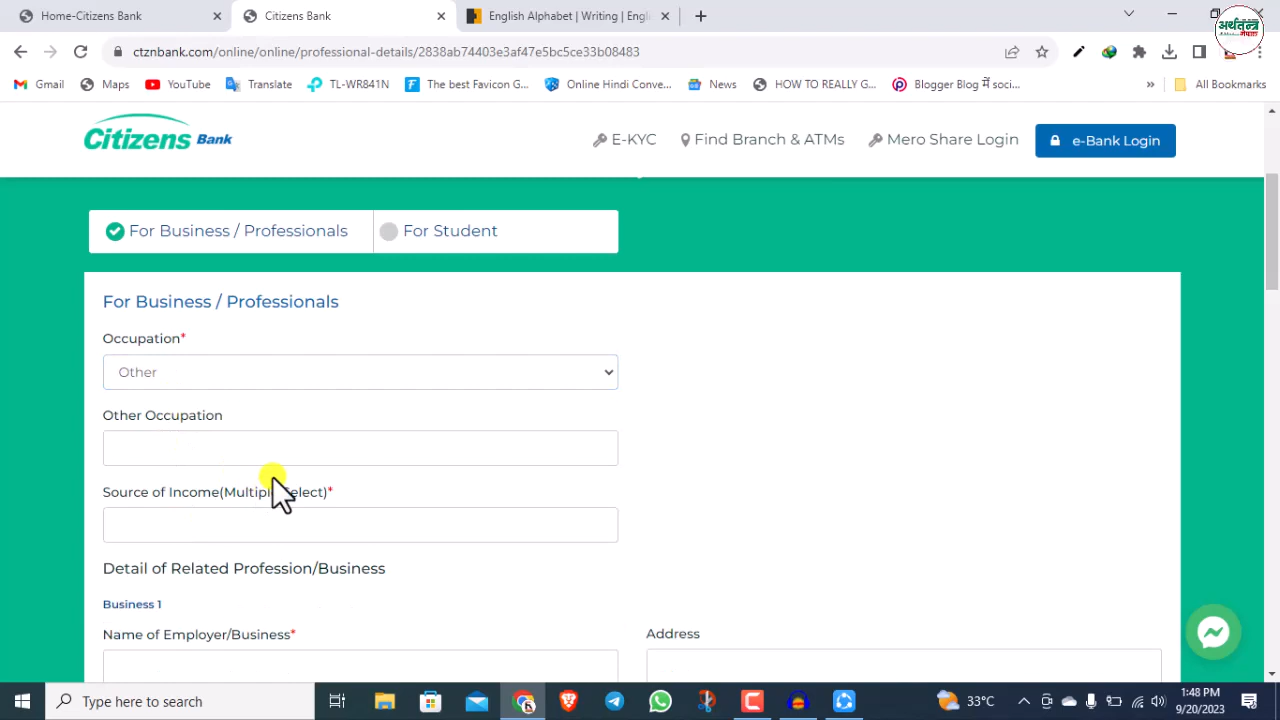 Home-Citizens Bank
Citizens Bank
English Alphabet | Writing | Engli
ctznbank.com/online/online/professional-details/2838ab74403e3af47e5bc5ce33b08483
अर्थतन्त्र
नेपाल
Gmail
Maps
YouTube
Translate
TL-WR841N
The best Favicon G...
Online Hindi Conve...
News
HOW TO REALLY G...
Blogger Blog में soci...
»
All Bookmarks
Citizens Bank
E-KYC
Find Branch & ATMs
Mero Share Login
e-Bank Login
For Business / Professionals
For Student
For Business / Professionals
Occupation*
Other
Other Occupation
Source of Income(Multiple Select)*
Detail of Related Profession/Business
Business 1
Name of Employer/Business*
Address
Type here to search
33°C
1:48 PM
9/20/2023